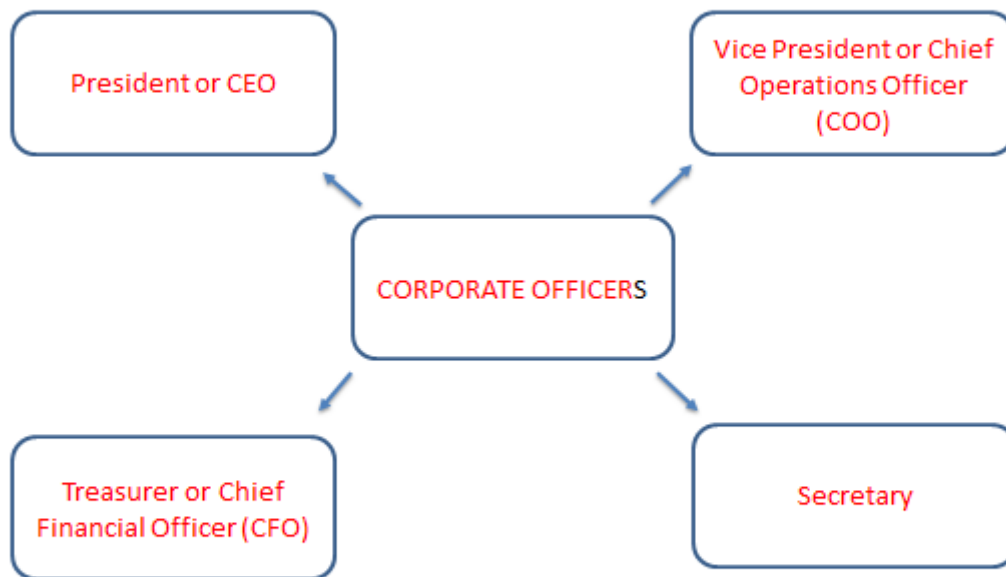 President or CEO
Vice President or Chief
Operations Officer
(COO)
CORPORATE OFFICERS
Treasurer or Chief
Financial Officer (CFO)
Secretary